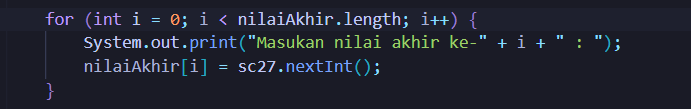 for (int i = 0; i < nilaiAkhir.length; i++) {
    System.out.print("Masukan nilai akhir ke-" + i + " : ");
    nilaiAkhir[i] = sc27.nextInt();
}